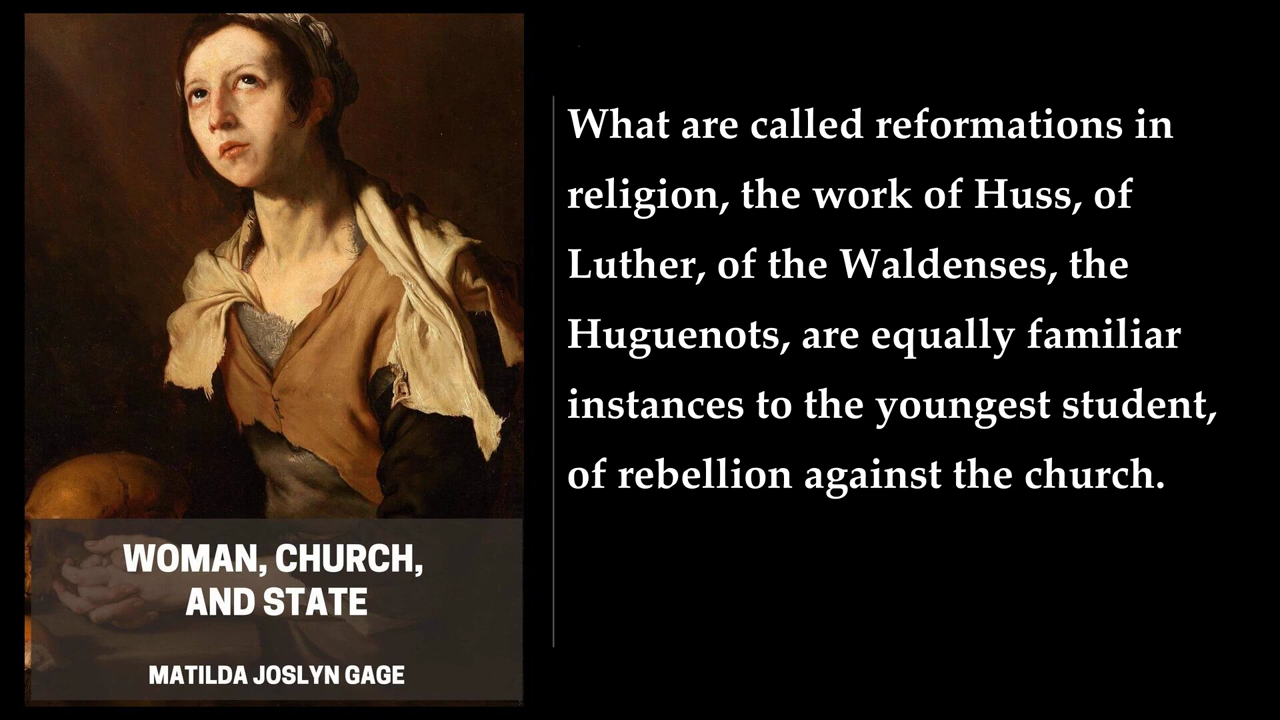 WOMAN, CHURCH,
AND STATE
MATILDA JOSLYN GAGE
What are called reformations in
religion, the work of Huss, of
Luther, of the Waldenses, the
Huguenots, are equally familiar
instances to the youngest student,
of rebellion against the church.